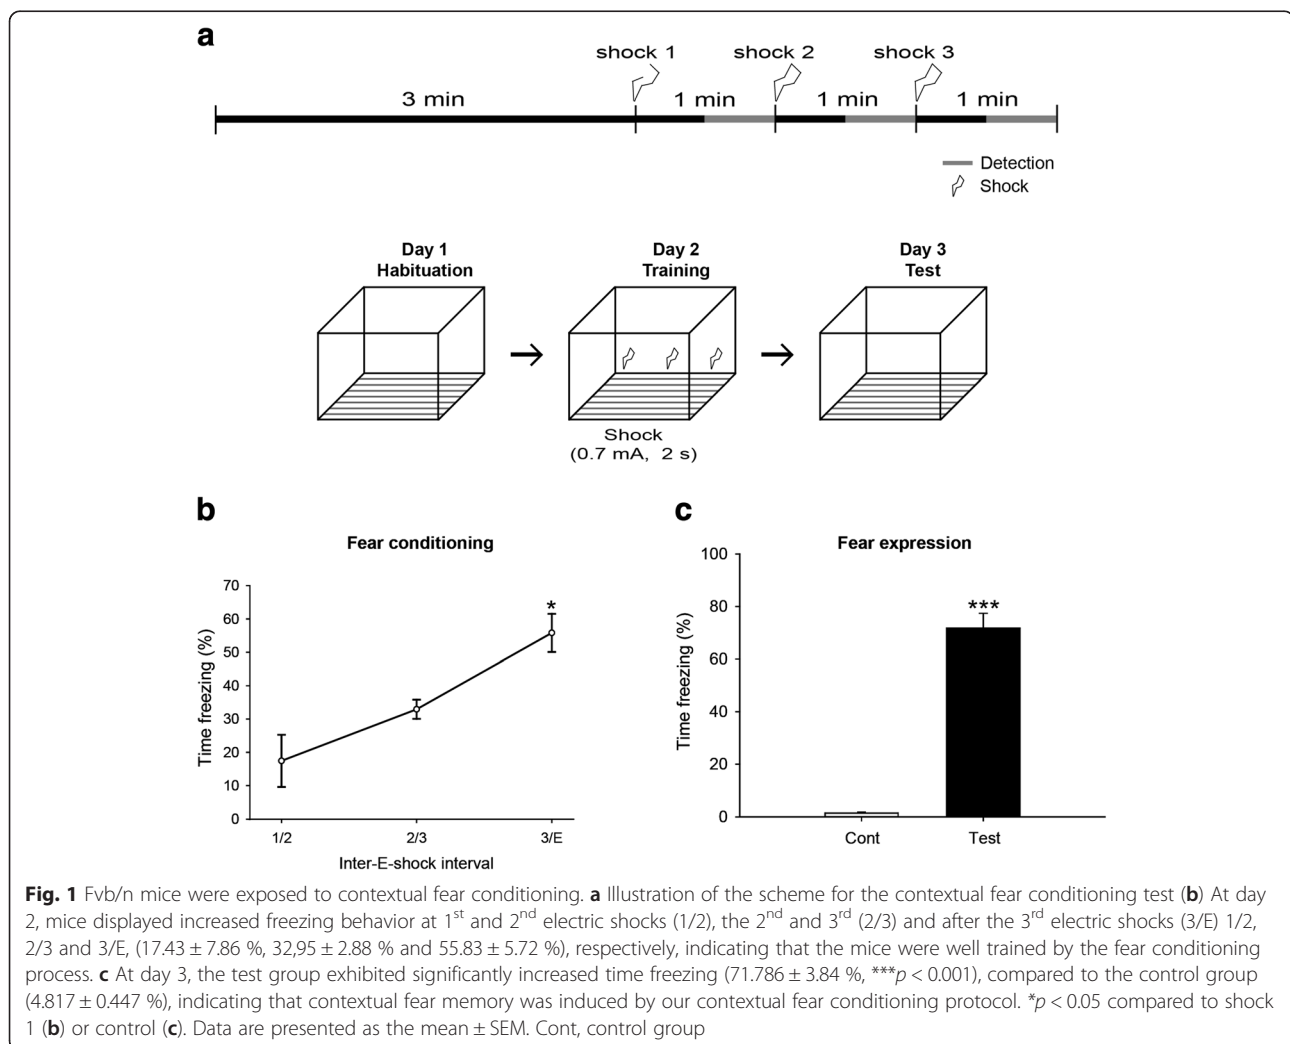 a
shock 1 shock 2 shock 3
3 min 1 min 1 min 1 min
Detection
Shock
Day 1 Day 2 Day 3
Habituation Training Test
Shock
(0.7 mA, 2 s)
b
Fear conditioning
Time freezing (%)
70
60
50
40
30
20
10
0
*
1/2 2/3 3/E
Inter-E-shock interval
c
Fear expression
Time freezing (%)
100
80
60
40
20
0
***
Cont Test
Fig. 1 Fvb/n mice were exposed to contextual fear conditioning. a Illustration of the scheme for the contextual fear conditioning test (b) At day
2, mice displayed increased freezing behavior at 1st and 2nd electric shocks (1/2), the 2nd and 3rd (2/3) and after the 3rd electric shocks (3/E) 1/2,
2/3 and 3/E, (17.43 ± 7.86 %, 32,95 ± 2.88 % and 55.83 ± 5.72 %), respectively, indicating that the mice were well trained by the fear conditioning
process. c At day 3, the test group exhibited significantly increased time freezing (71.786 ± 3.84 %, ***p < 0.001), compared to the control group
(4.817 ± 0.447 %), indicating that contextual fear memory was induced by our contextual fear conditioning protocol. *p < 0.05 compared to shock
1 (b) or control (c). Data are presented as the mean ± SEM. Cont, control group